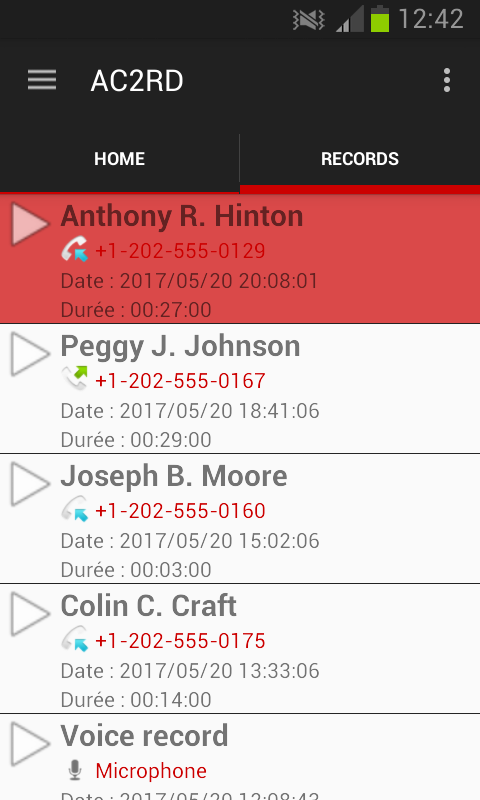 12:42
AC2RD
HOME
RECORDS
Anthony R. Hinton
+1-202-555-0129
Date : 2017/05/20 20:08:01
Durée : 00:27:00
Peggy J. Johnson
+1-202-555-0167
Date : 2017/05/20 18:41:06
Durée : 00:29:00
Joseph B. Moore
+1-202-555-0160
Date : 2017/05/20 15:02:06
Durée : 00:03:00
Colin C. Craft
+1-202-555-0175
Date : 2017/05/20 13:33:06
Durée : 00:14:00
Voice record
Microphone
Date : 2017/05/20 12:08:43